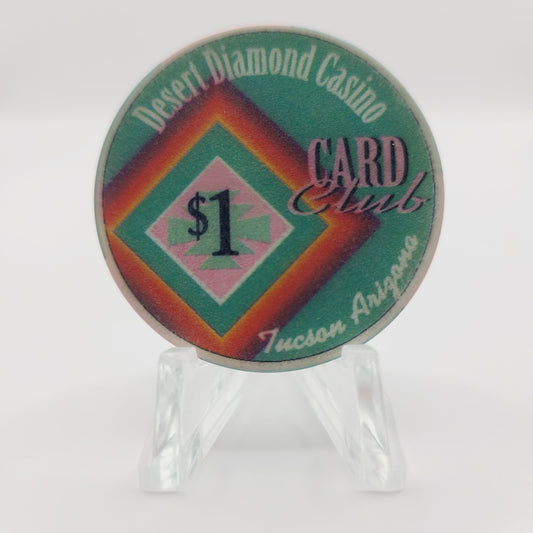 Desert Diamond Casino
CARD
Club
$1
Tucson Arizona